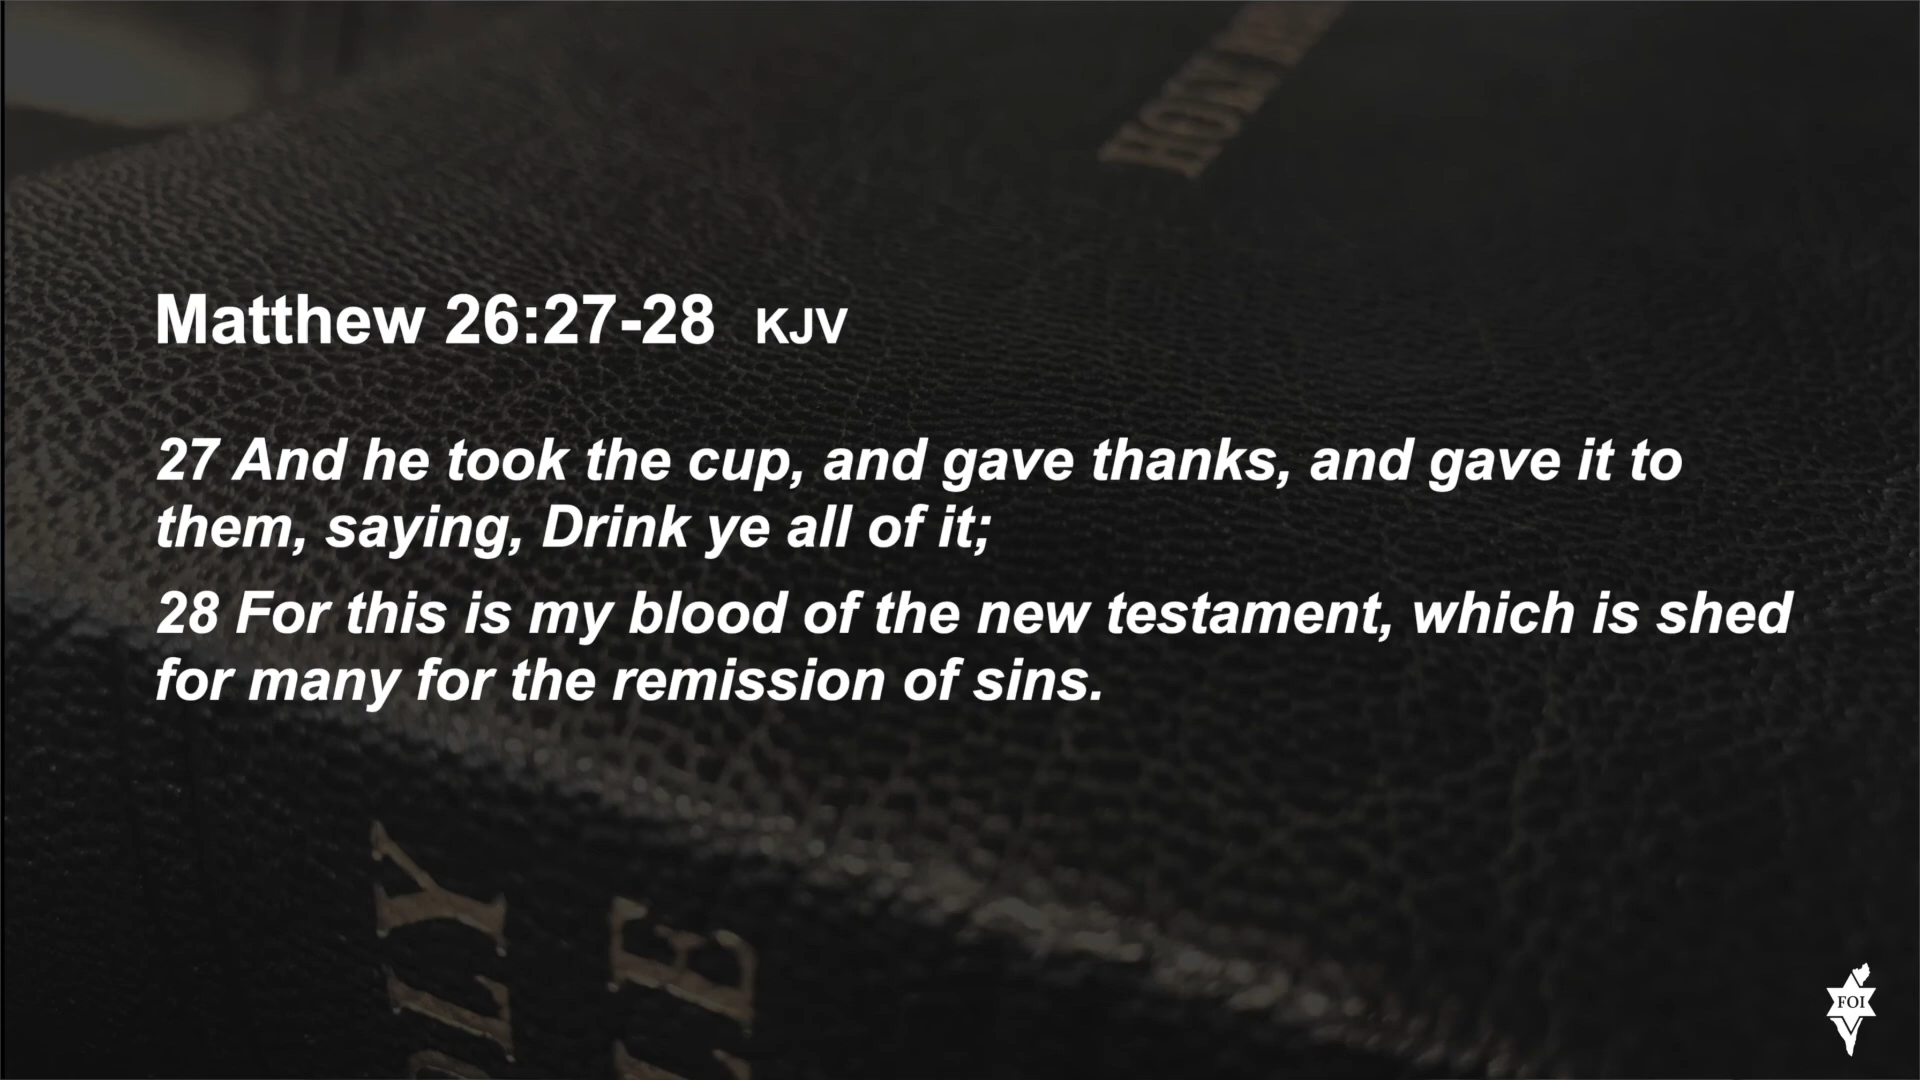 HOLY
Matthew 26:27-28 KJV
27 And he took the cup, and gave thanks, and gave it to
them, saying, Drink ye all of it;
28 For this is my blood of the new testament, which is shed
for many for the remission of sins.
FOI